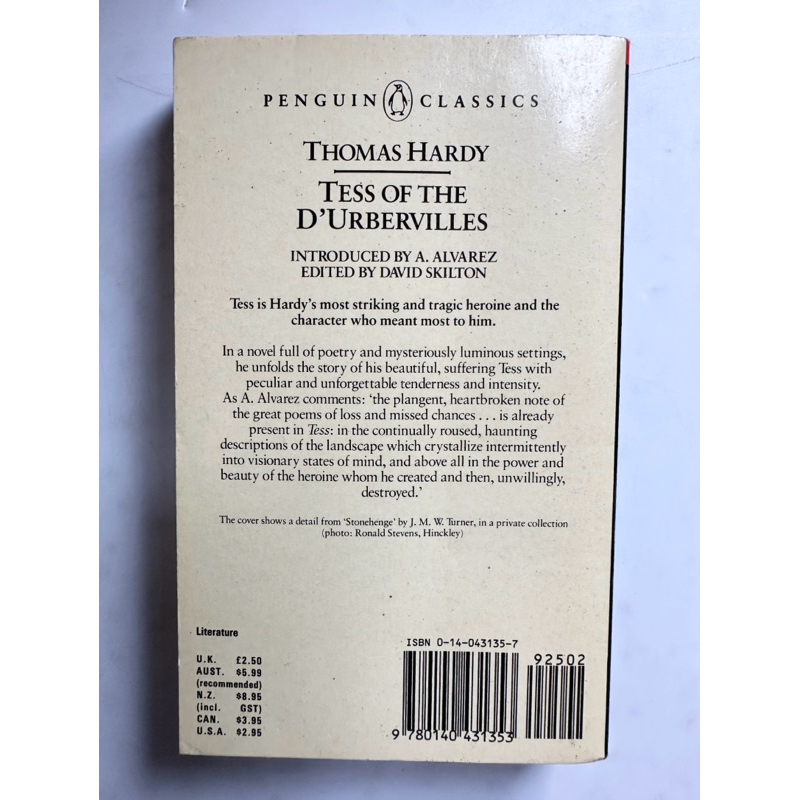 PENGUIN CLASSICS
THOMAS HARDY
TESS OF THE
D'URBERVILLES
INTRODUCED BY A. ALVAREZ
EDITED BY DAVID SKILTON
Tess is Hardy's most striking and tragic heroine and the
character who meant most to him.
In a novel full of poetry and mysteriously luminous settings,
he unfolds the story of his beautiful, suffering Tess with
peculiar and unforgettable tenderness and intensity.
As A. Alvarez comments: 'the plangent, heartbroken note of
the great poems of loss and missed chances . . . is already
present in Tess: in the continually roused, haunting
descriptions of the landscape which crystallize intermittently
into visionary states of mind, and above all in the power and
beauty of the heroine whom he created and then, unwillingly,
destroyed.'
The cover shows a detail from 'Stonehenge' by J. M. W. Turner, in a private collection
(photo: Ronald Stevens, Hinckley)
Literature
U.K. £2.50
AUST. $5.99
(recommended)
N.Z. $8.95
(incl. GST)
CAN. $3.95
U.S.A. $2.95
ISBN 0-14-043135-7
92502
9 780140 431353